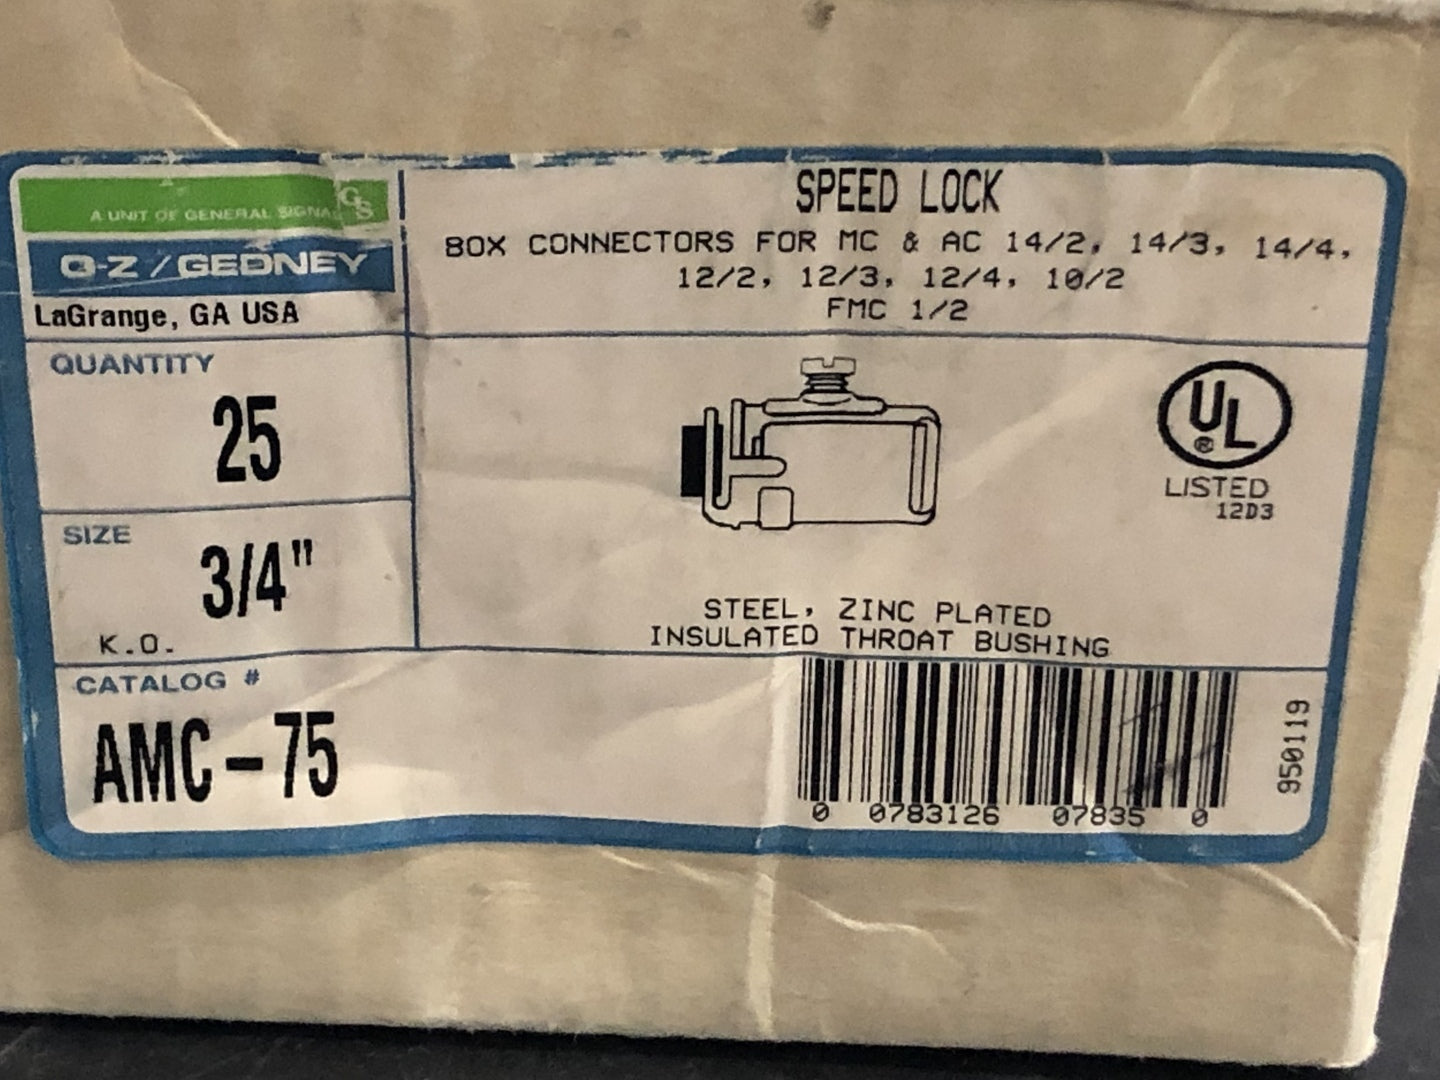 A UNIT OF GENERAL SIGNAL
GS
O-Z/GEDNEY
LaGrange, GA USA
SPEED LOCK
BOX CONNECTORS FOR MC & AC 14/2, 14/3, 14/4,
12/2, 12/3, 12/4, 10/2
FMC 1/2
QUANTITY
25
SIZE
3/4"
K.O.
UL
®
LISTED
12D3
STEEL, ZINC PLATED
INSULATED THROAT BUSHING
CATALOG #
AMC-75
0 0783126 07835 0
950119